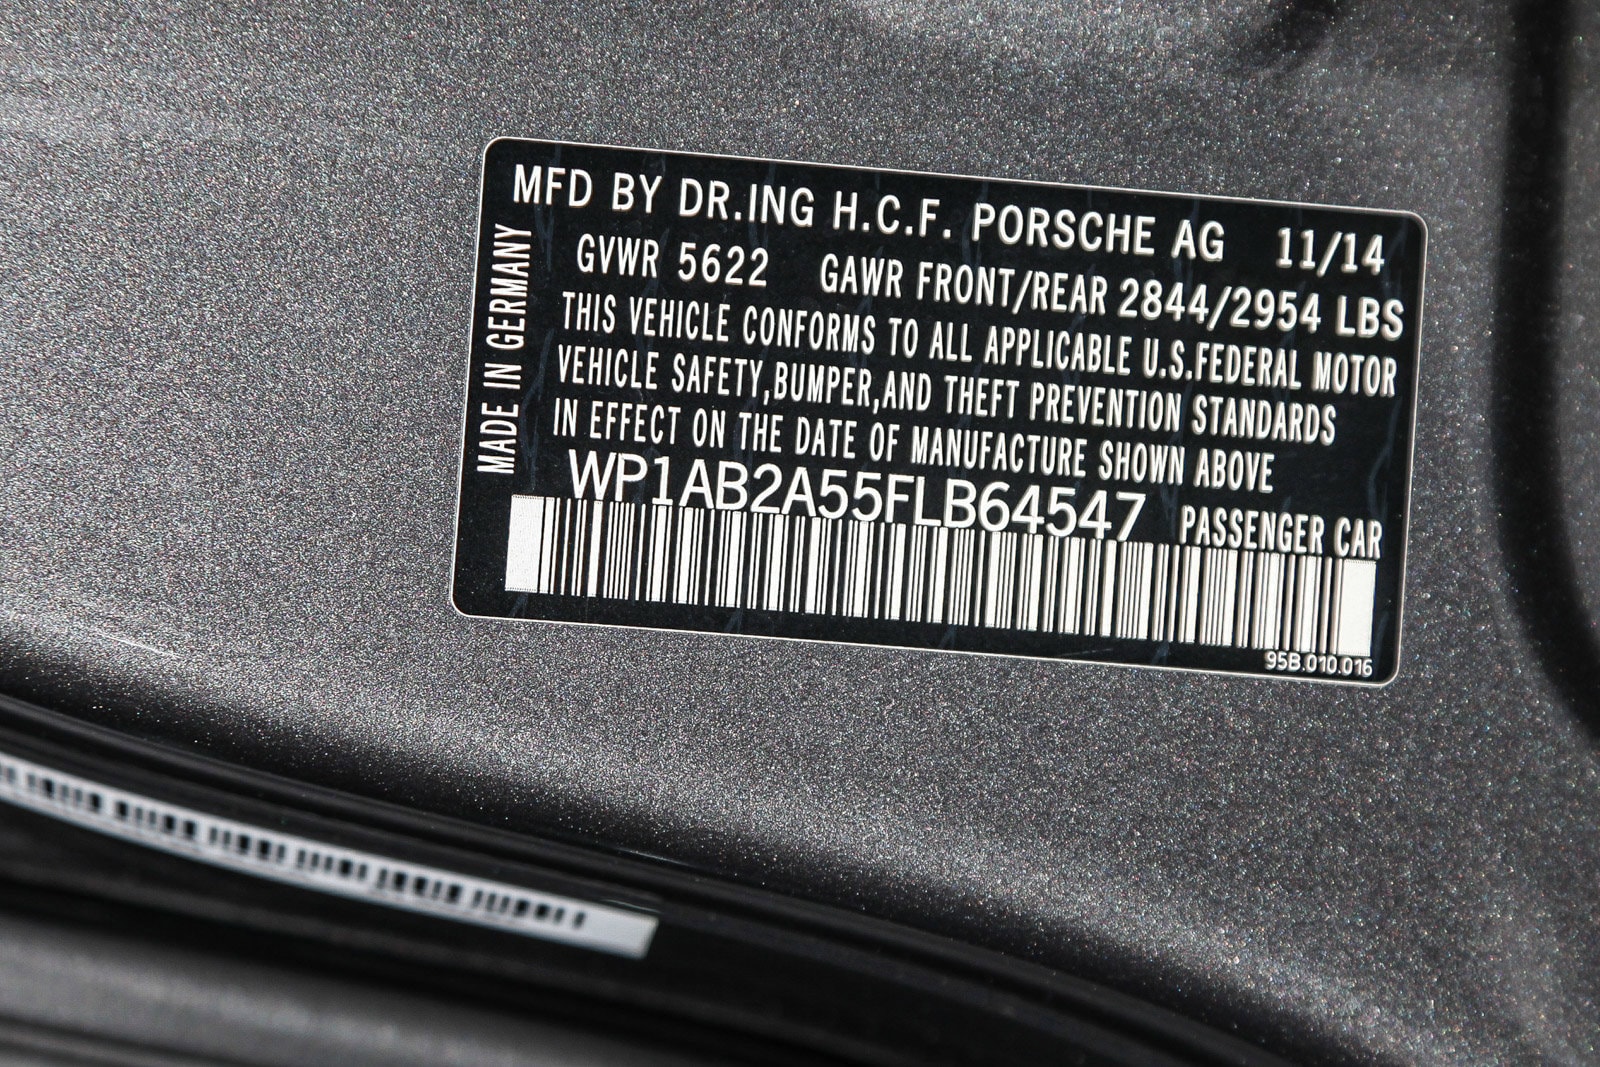 MFD BY DR.ING H.C.F. PORSCHE AG 11/14
GVWR 5622 GAWR FRONT/REAR 2844/2954 LBS
THIS VEHICLE CONFORMS TO ALL APPLICABLE U.S.FEDERAL MOTOR
VEHICLE SAFETY,BUMPER,AND THEFT PREVENTION STANDARDS
IN EFFECT ON THE DATE OF MANUFACTURE SHOWN ABOVE
WP1AB2A55FLB64547 PASSENGER CAR
95B.010.016
MADE IN GERMANY